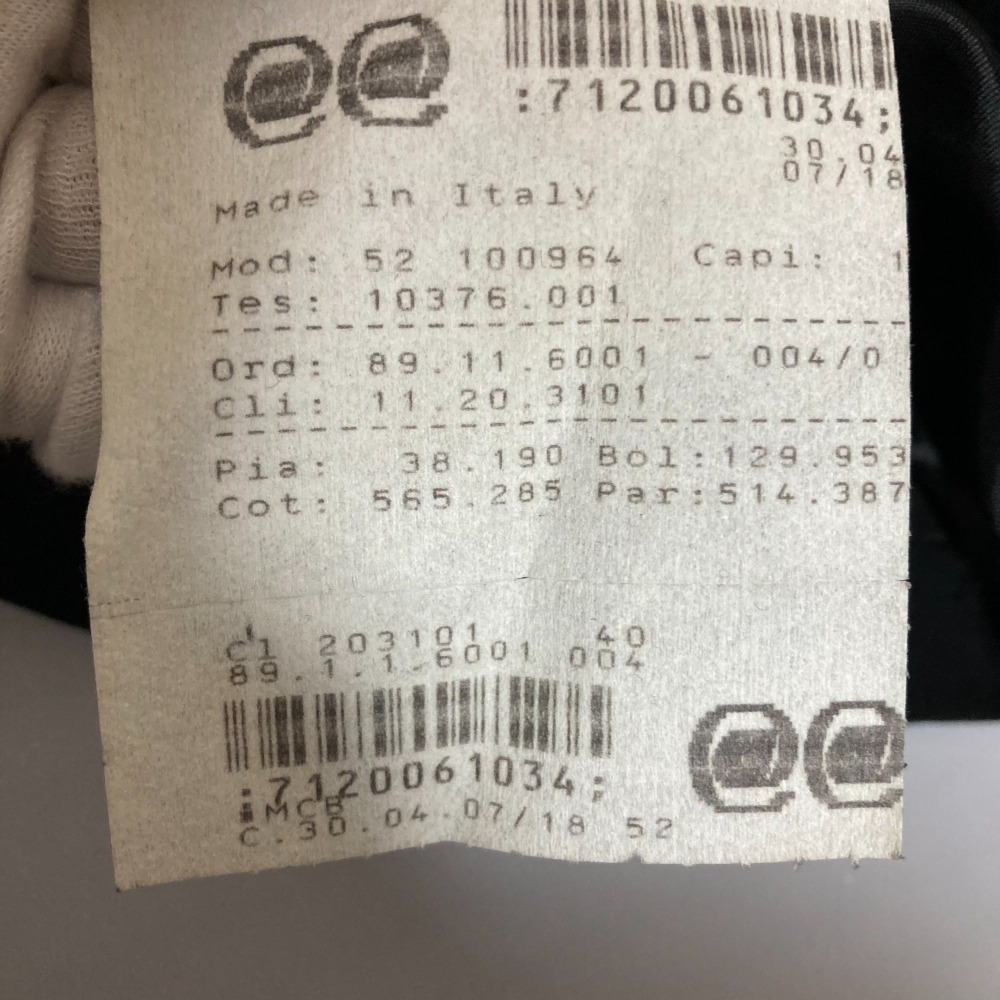 :7120061034;
30.04
07/18
Made in Italy
Mod: 52 100964 Capi: 1
Tes: 10376.001
Ord: 89.11.6001 - 004/0
Cli: 11.20.3101
Pia: 38.190 Bol:129.953
Cot: 565.285 Par:514.387
Cl 203101 40
89.1.1-6001 004
:7120061034;
MCB
C.30.04.07/18 52